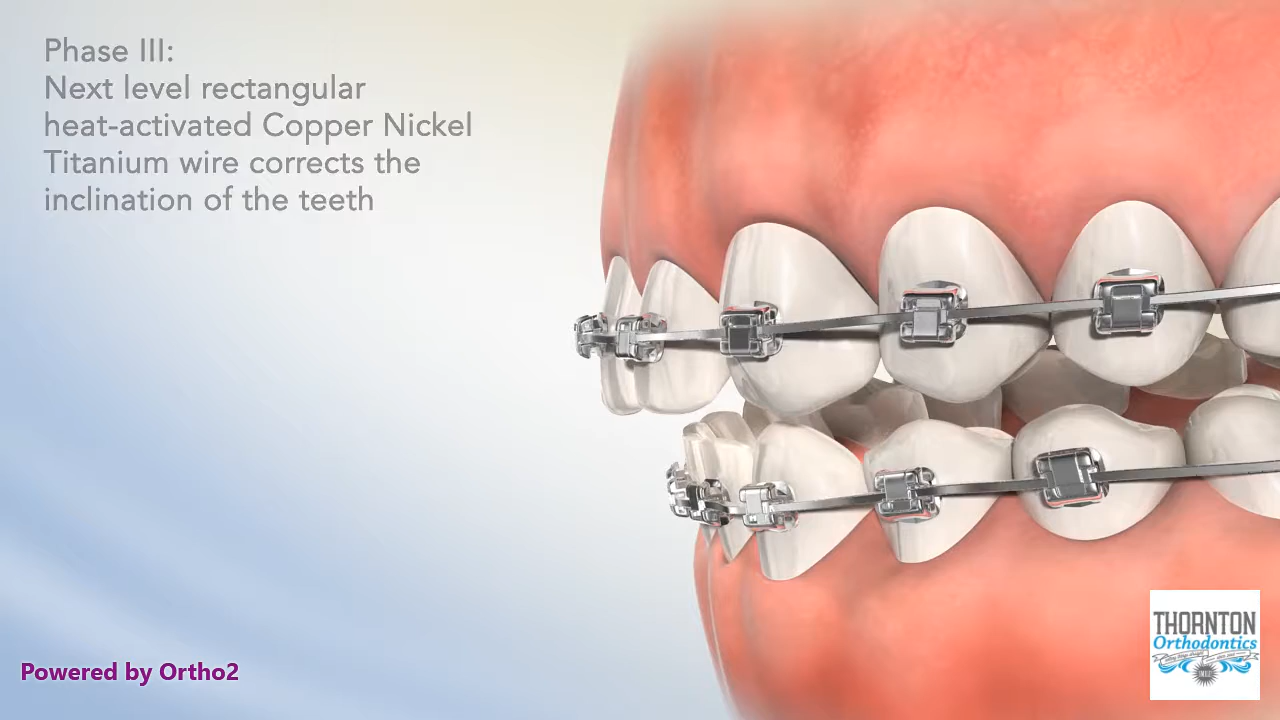 Phase III:
Next level rectangular
heat-activated Copper Nickel
Titanium wire corrects the
inclination of the teeth
THORNTON
Orthodontics
Powered by Ortho2